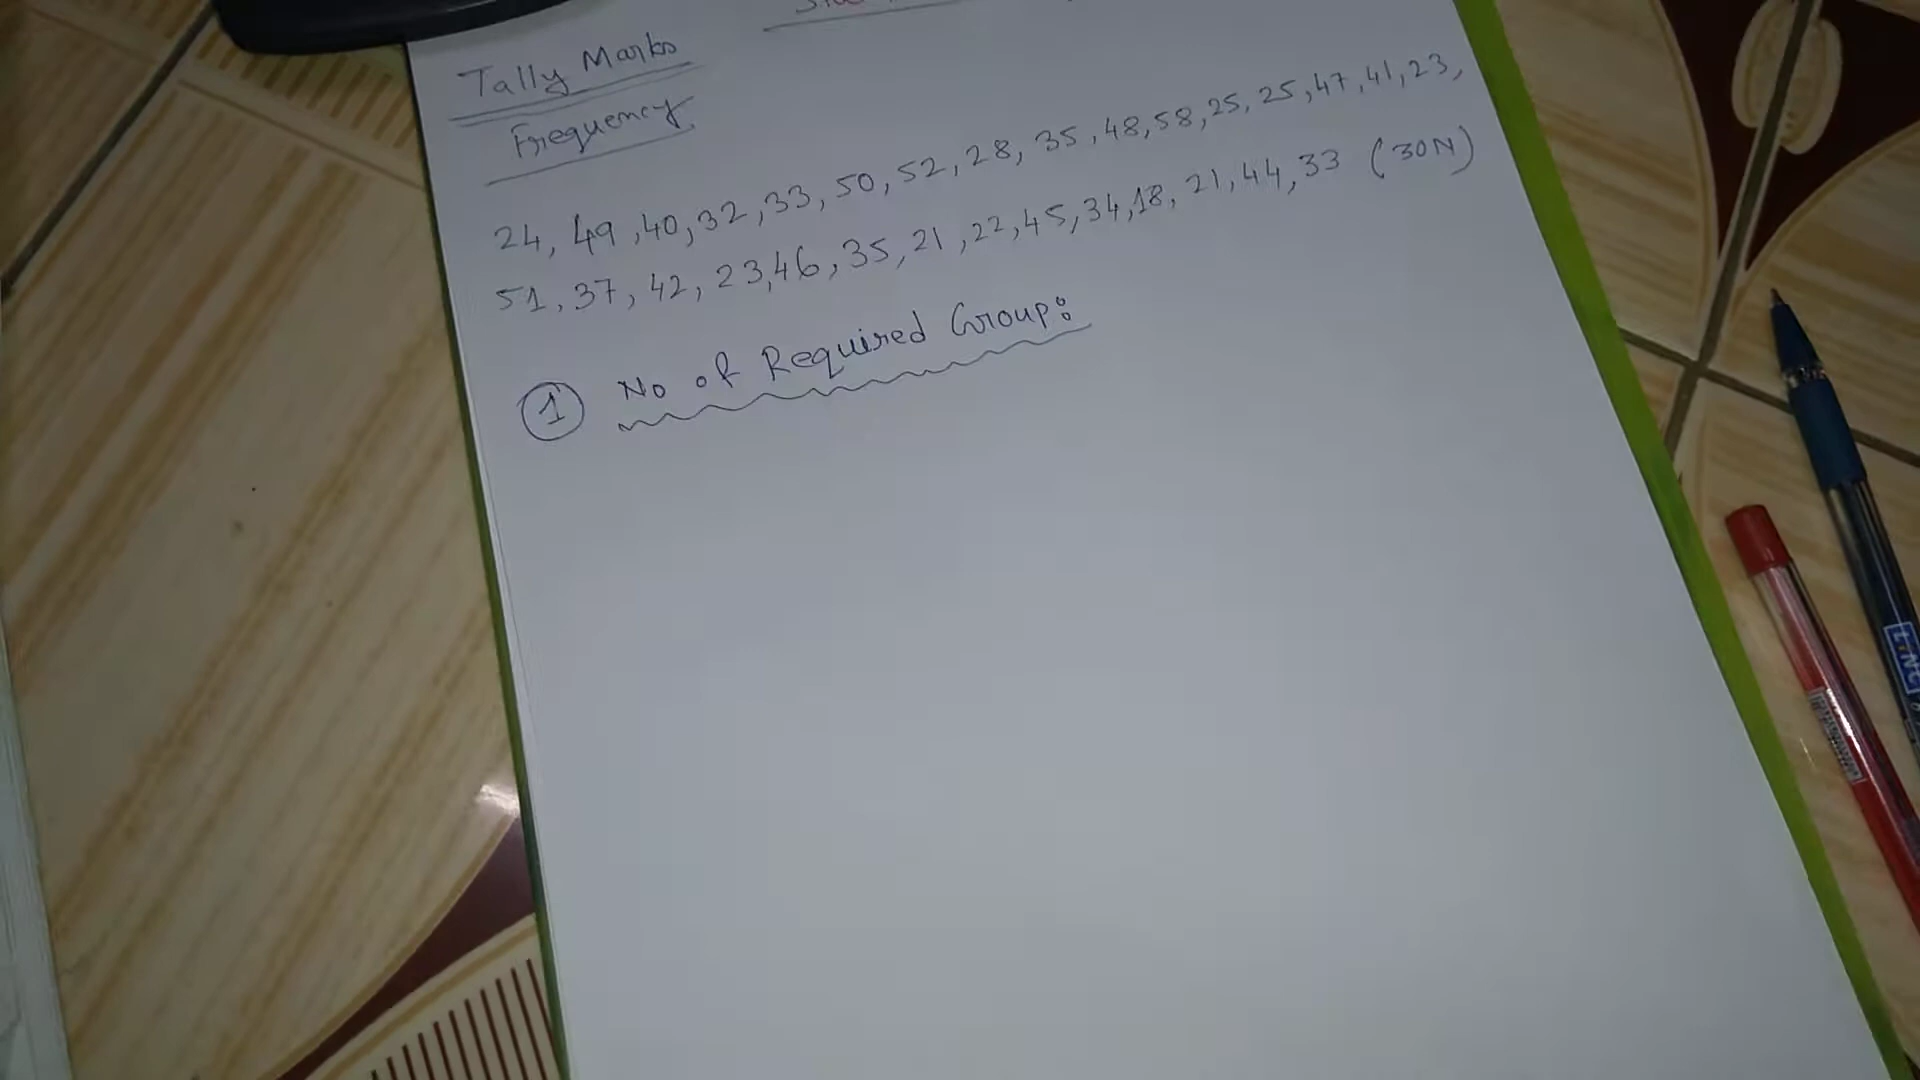 Tally Marks
Frequency
24, 49, 40, 32, 33, 50, 52, 28, 35, 48, 58, 25, 25, 47, 41, 23,
51, 37, 42, 23, 46, 35, 21, 22, 45, 34, 18, 21, 44, 33 (30N)
① No of Required Group:
LINC